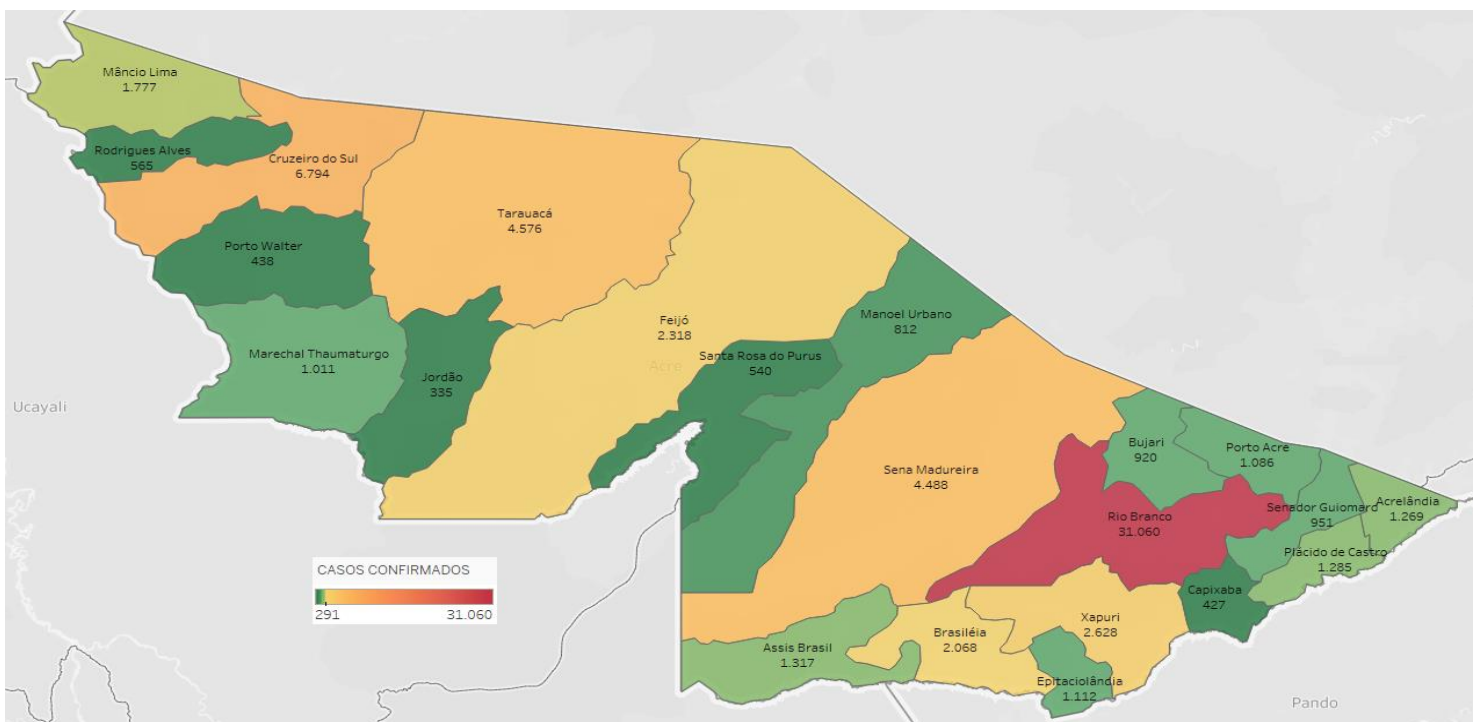 Mâncio Lima
1.777
Rodrigues Alves
565
Cruzeiro do Sul
6.794
Tarauacá
4.576
Porto Walter
438
Marechal Thaumaturgo
1.011
Jordão
335
Feijó
2.318
Acre
Manoel Urbano
812
Santa Rosa do Purus
540
Ucayali
Sena Madureira
4.488
Bujari
920
Porto Acre
1.086
Rio Branco
31.060
Senador Guiomard
951
Acrelândia
1.269
Plácido de Castro
1.285
Capixaba
427
Xapuri
2.628
Brasiléia
2.068
Assis Brasil
1.317
Epitaciolândia
1.112
Pando
CASOS CONFIRMADOS
291 31.060